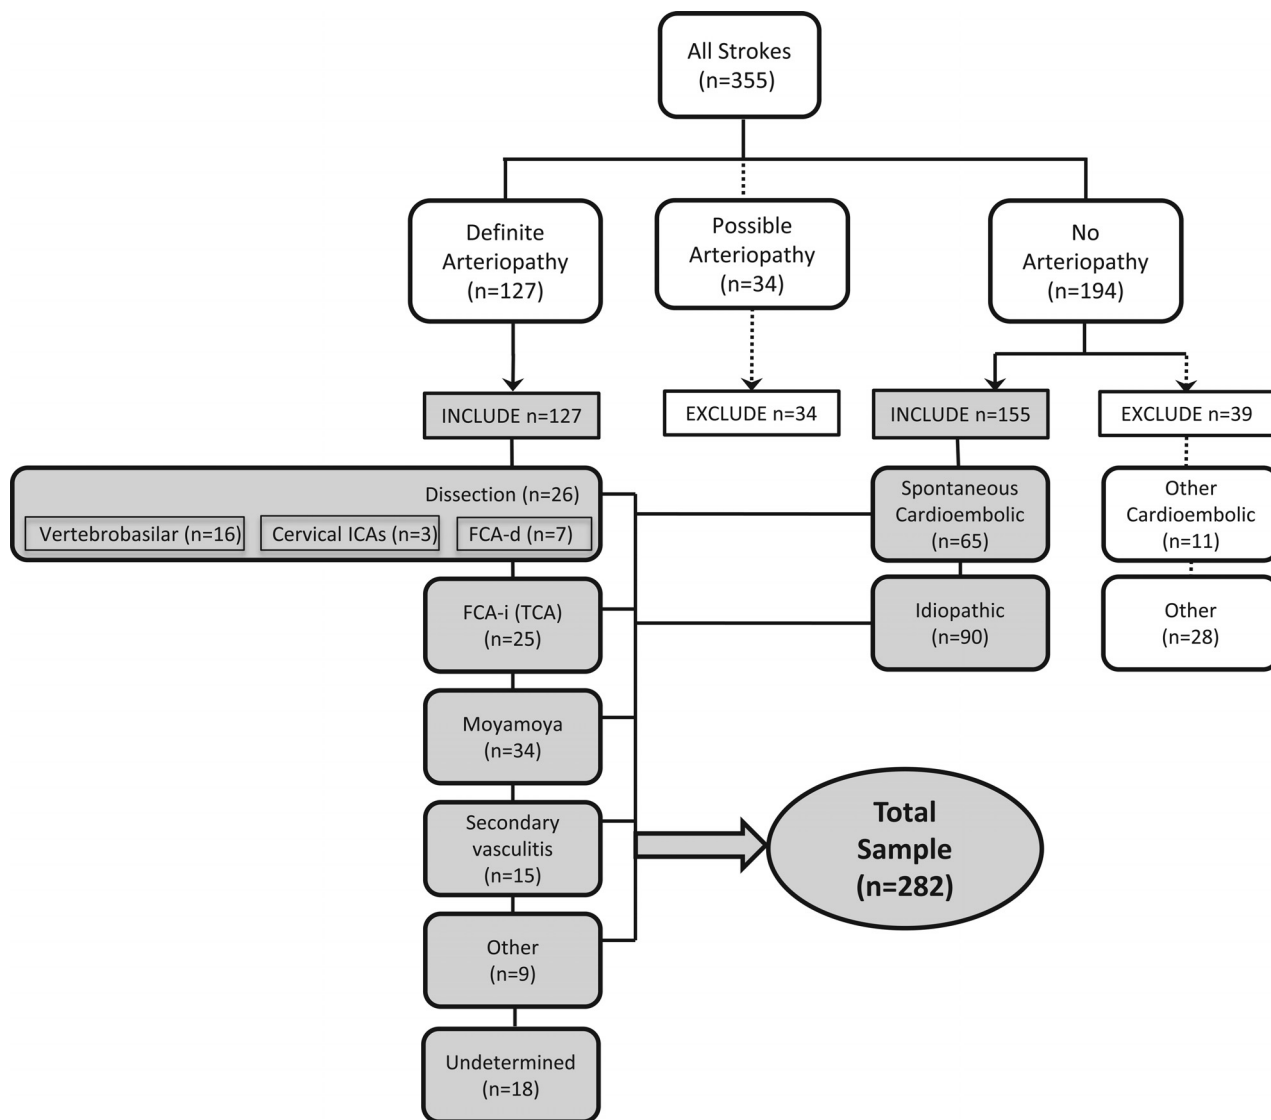 All Strokes
(n=355)
Definite
Arteriopathy
(n=127)
Possible
Arteriopathy
(n=34)
No
Arteriopathy
(n=194)
INCLUDE n=127
EXCLUDE n=34
INCLUDE n=155
EXCLUDE n=39
Dissection (n=26)
Vertebrobasilar (n=16)
Cervical ICAs (n=3)
FCA-d (n=7)
Spontaneous
Cardioembolic
(n=65)
Other
Cardioembolic
(n=11)
FCA-i (TCA)
(n=25)
Idiopathic
(n=90)
Other
(n=28)
Moyamoya
(n=34)
Secondary
vasculitis
(n=15)
Total
Sample
(n=282)
Other
(n=9)
Undetermined
(n=18)